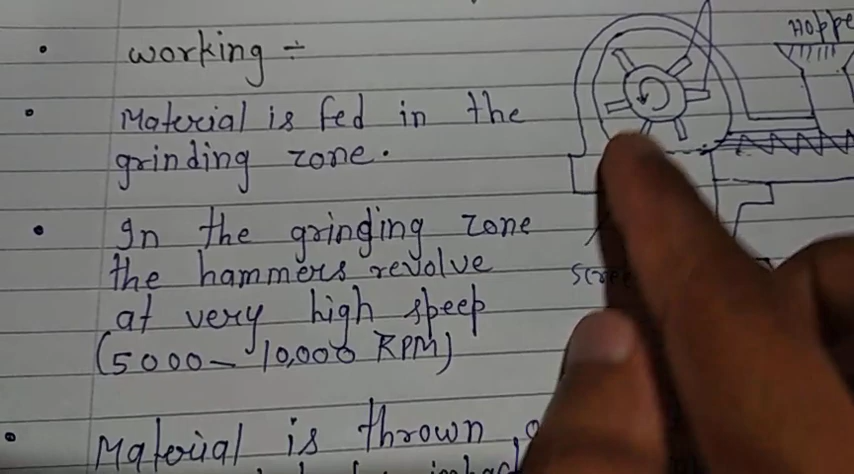 working ÷
Hoppe
Material is fed in the
grinding zone.
In the grinding zone
the hammers revolve
Scree
at very high speep
(5000 - 10,000 RPM)
Material is thrown